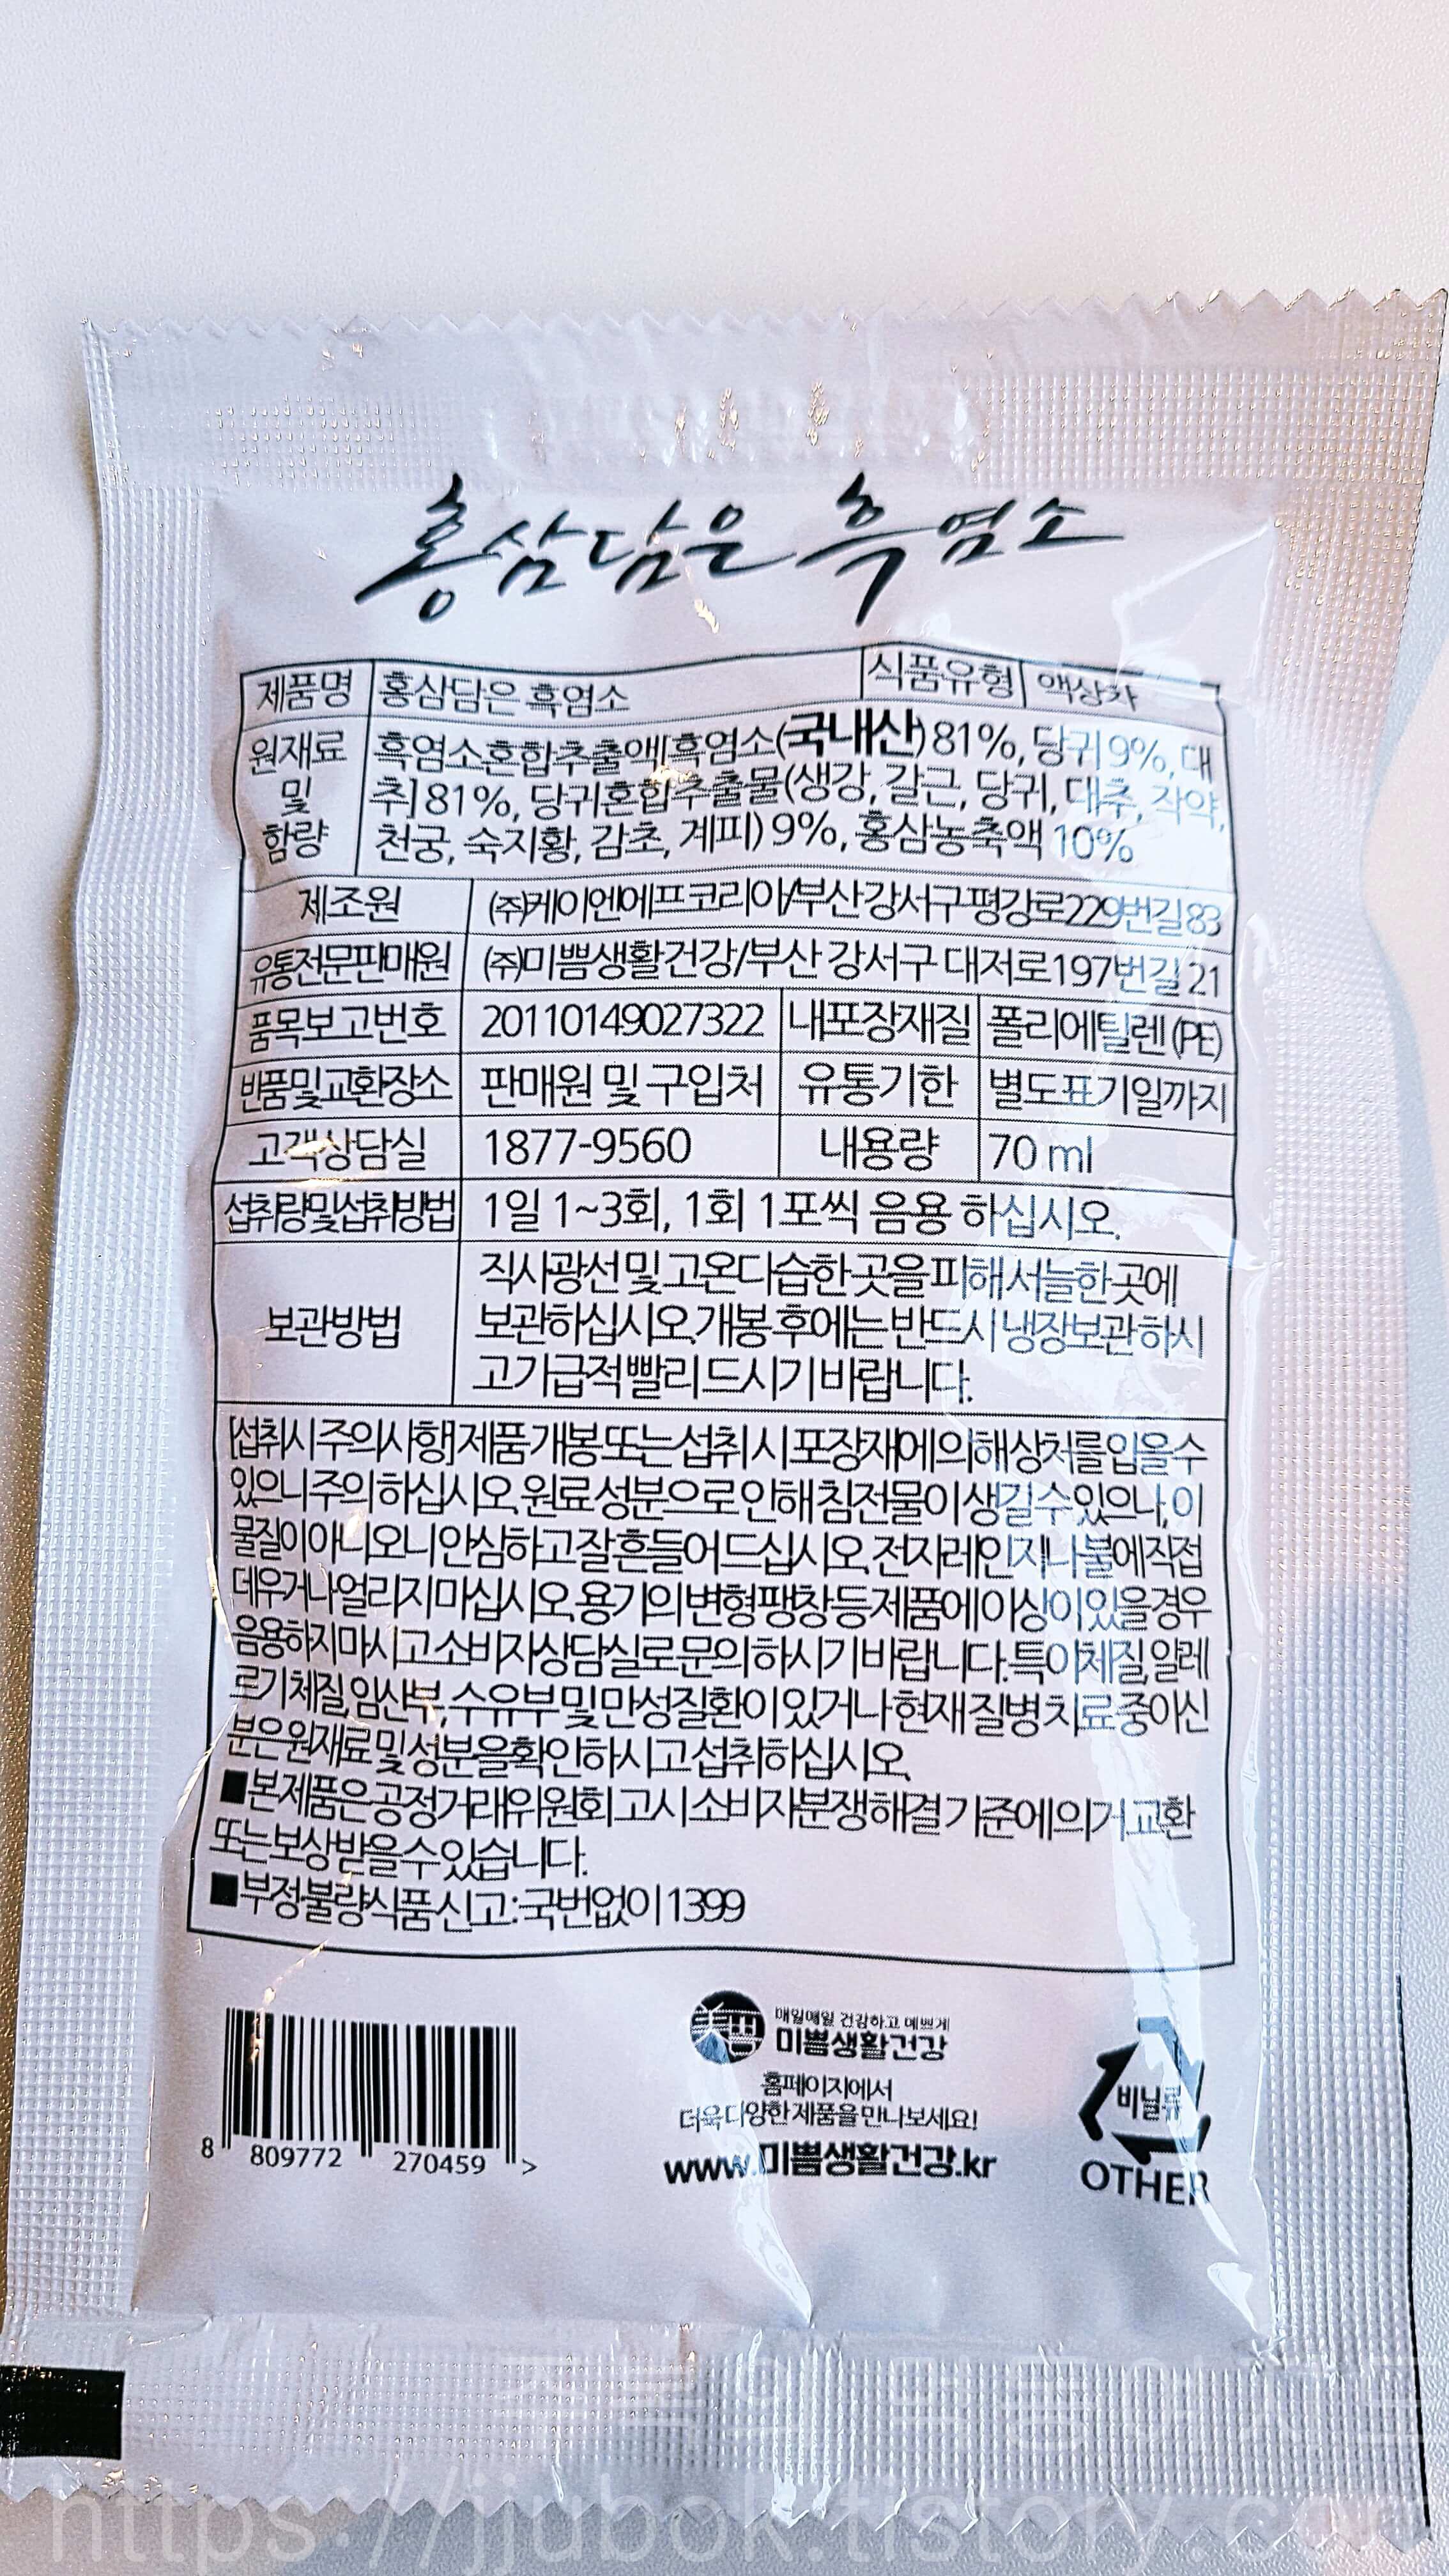 홍삼담은 흑염소
제품명 홍삼담은 흑염소 식품유형 액상차
원재료 및 함량 흑염소혼합추출액[흑염소(국내산)81%, 당귀 9%, 대
추]81%, 당귀혼합추출물(생강, 갈근, 당귀, 대추, 작약,
천궁, 숙지황, 감초, 계피) 9%, 홍삼농축액 10%
제조원 (주)케이엔에프코리아/부산강서구평강로229번길83
유통전문판매원 (주)미쁨생활건강/부산 강서구 대저로197번길 21
품목보고번호 20110149027322 내포장재질 폴리에틸렌(PE)
반품및교환장소 판매원 및 구입처 유통기한 별도표기일까지
고객상담실 1877-9560 내용량 70 ml
섭취량및섭취방법 1일 1~3회, 1회 1포씩 음용 하십시오.
보관방법 직사광선및고온다습한곳을피해서늘한곳에
보관하십시오.개봉후에는반드시냉장보관하시
고가급적빨리드시기바랍니다.
[섭취시주의사항]제품개봉또는섭취시포장재에의해상처를입을수
있으니주의하십시오.원료성분으로인해침전물이생길수있으나,이
물질이아니오니안심하고잘흔들어드십시오.전자레인지나불에직접
데우거나얼리지마십시오.용기의변형팽창등제품에이상이있을경우
음용하지마시고소비자상담실로문의하시기바랍니다.특이체질,알레
르기체질,임산부,수유부및만성질환이있거나현재질병치료중이신
분은원재료및성분을확인하시고섭취하십시오.
■본제품은공정거래위원회고시소비자분쟁해결기준에의거교환
또는보상받을수있습니다.
■부정·불량식품신고:국번없이1399
8 809772 270459 >
매일매일 건강하고 예쁘게
미쁨생활건강
홈페이지에서
더욱다양한제품을만나보세요!
www.미쁨생활건강.kr
비닐류
OTHER
https://jjubok.tistory.com